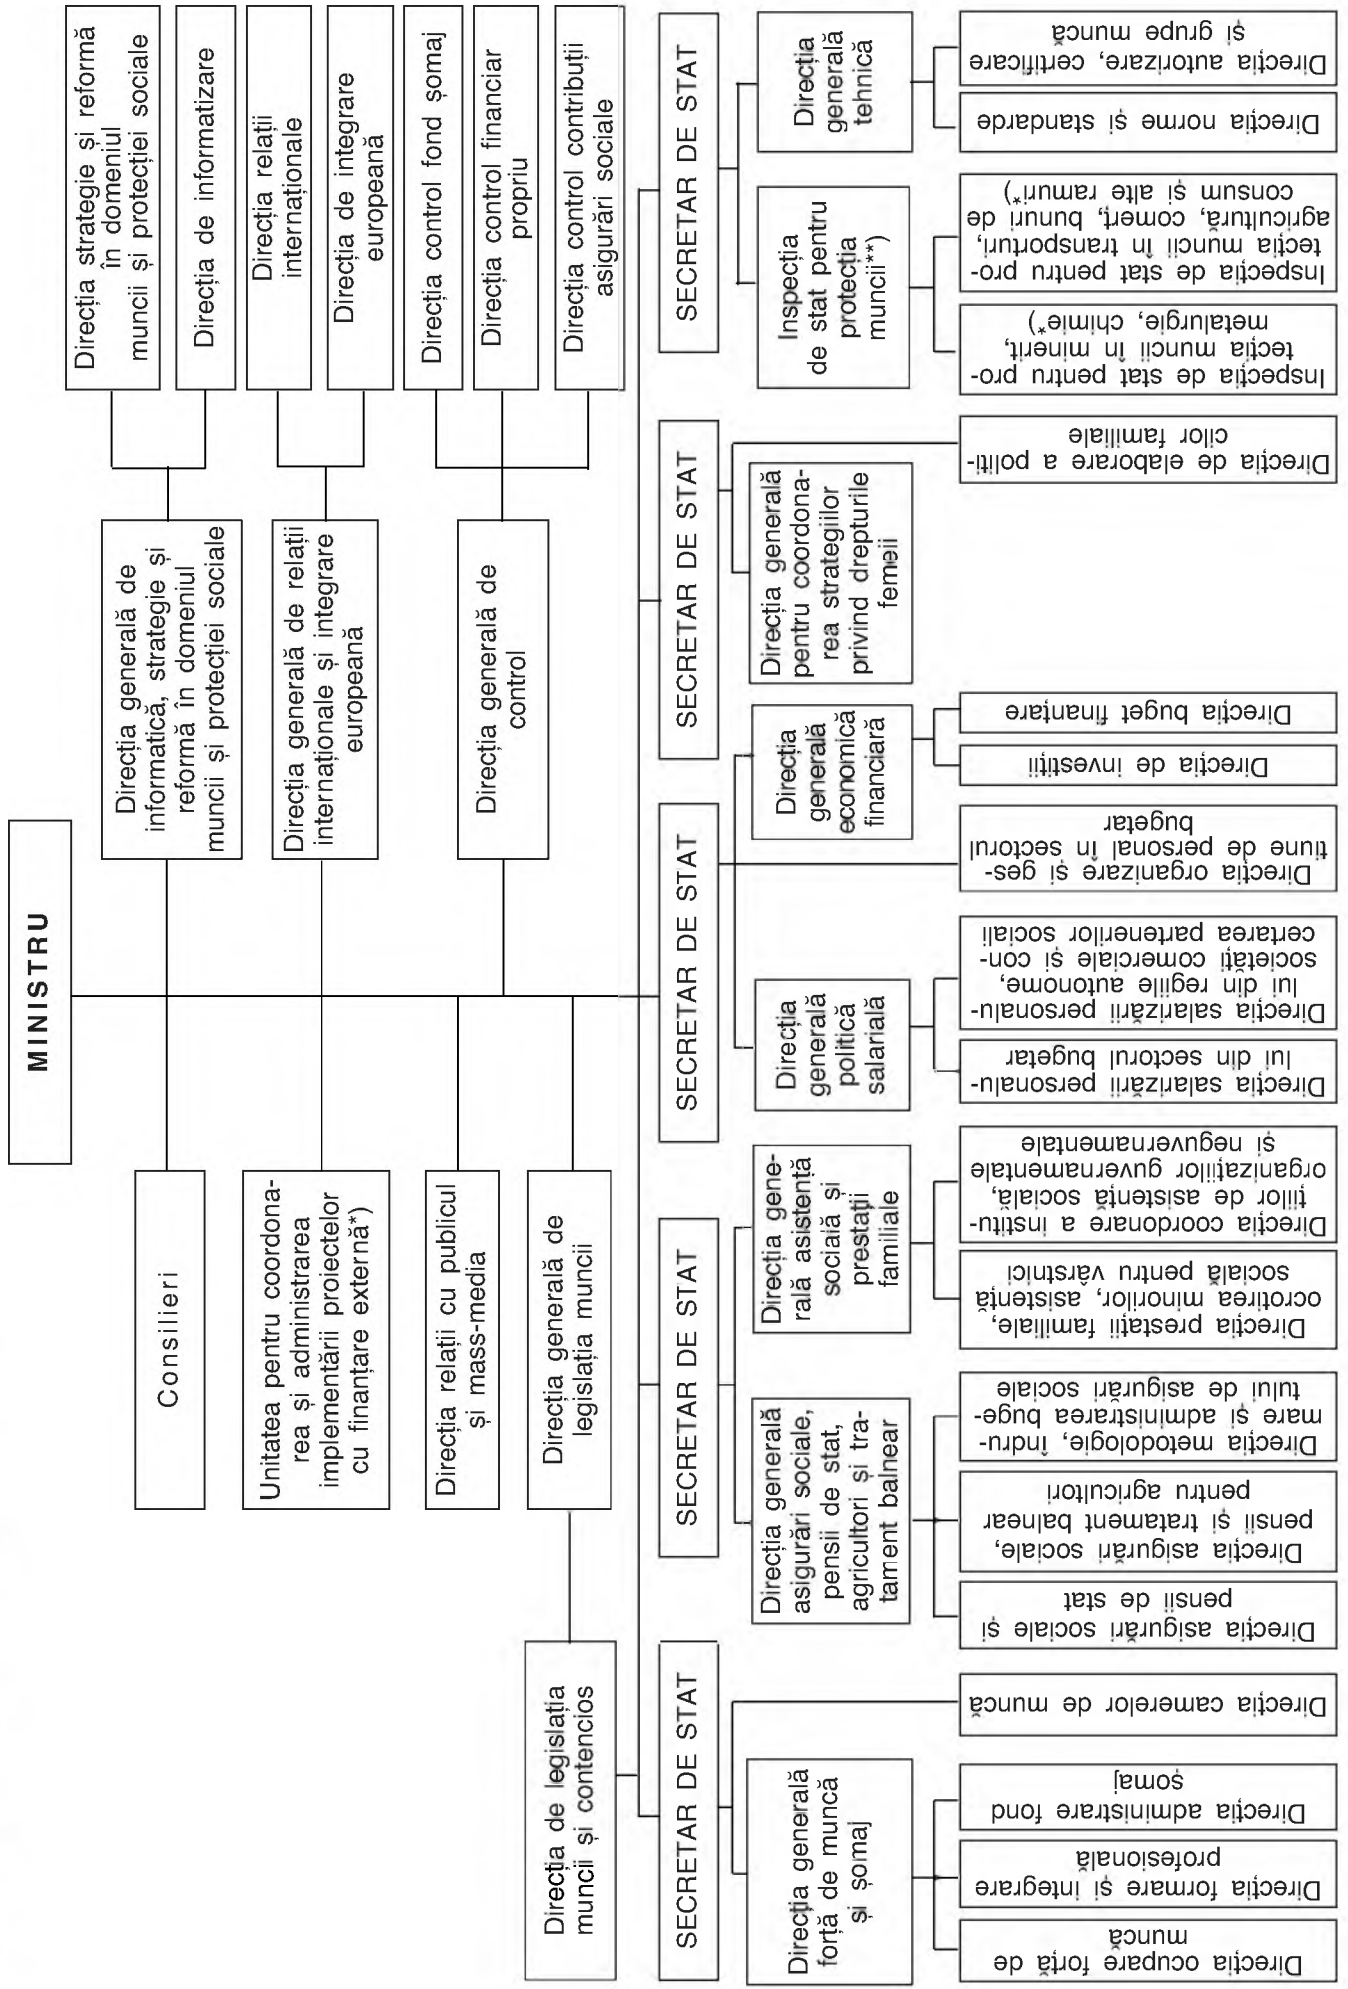 MINISTRU
Consilieri
Unitatea pentru coordona-
rea și administrarea
implementării proiectelor
cu finanțare externă*)
Direcția relații cu publicul
și mass-media
Direcția generală de
legislația muncii
Direcția de legislația
muncii și contencios
Direcția generală de
informatică, strategie și
reformă în domeniul
muncii și protecției sociale
Direcția strategie și reformă
în domeniul
muncii și protecției sociale
Direcția de informatizare
Direcția generală de relații
internaționale și integrare
europeană
Direcția relații
internaționale
Direcția de integrare
europeană
Direcția generală de
control
Direcția control fond șomaj
Direcția control financiar
propriu
Direcția control contribuții
asigurări sociale
SECRETAR DE STAT
Direcția generală
forță de muncă
și șomaj
Direcția ocupare forță de
muncă
Direcția formare și integrare
profesională
Direcția administrare fond
șomaj
Direcția camerelor de muncă
SECRETAR DE STAT
Direcția generală
asigurări sociale,
pensii de stat,
agricultori și tra-
tament balnear
Direcția asigurări sociale și
pensii de stat
Direcția asigurări sociale,
pensii și tratament balnear
pentru agricultori
Direcția metodologie, îndru-
mare și administrarea buge-
tului de asigurări sociale
Direcția gene-
rală asistență
socială și
prestații
familiale
Direcția prestații familiale,
ocrotirea minorilor, asistența
socială pentru vârstnici
Direcția coordonare a institu-
țiilor de asistența socială,
organizațiilor guvernamentale
și neguvernamentale
SECRETAR DE STAT
Direcția
generală
politică
salarială
Direcția salarizării personalu-
lui din sectorul bugetar
Direcția salarizării personalu-
lui din regiile autonome,
societăți comerciale și con-
certarea partenerilor sociali
Direcția organizare și ges-
tiune de personal în sectorul
bugetar
Direcția
generală
economică
financiară
Direcția de investiții
Direcția buget finanțare
SECRETAR DE STAT
Direcția generală
pentru coordona-
rea strategiilor
privind drepturile
femeii
Direcția de elaborare a politi-
cilor familiale
SECRETAR DE STAT
Inspecția
de stat pentru
protecția
muncii**)
Inspecția de stat pentru pro-
tecția muncii în minerit,
metalurgie, chimie*)
Inspecția de stat pentru pro-
tecția muncii în transporturi,
agricultura, comerț, bunuri de
consum și alte ramuri*)
Direcția
generală
tehnică
Direcția norme și standarde
Direcția autorizare, certificare
și grupe muncă